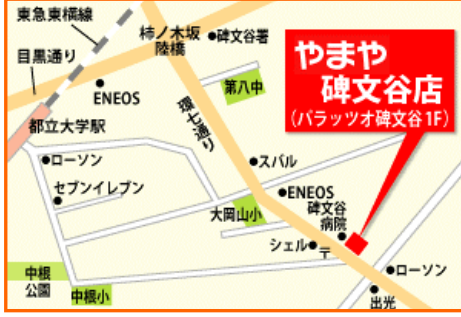 東急東横線
目黒通り
柿ノ木坂
陸橋
碑文谷署
やまや
碑文谷店
(パラッツオ碑文谷1F)
ENEOS
第八中
環七通り
都立大学駅
ローソン
セブンイレブン
スバル
ENEOS
碑文谷
病院
大岡山小
シェル
〒
中根
公園
中根小
ローソン
出光